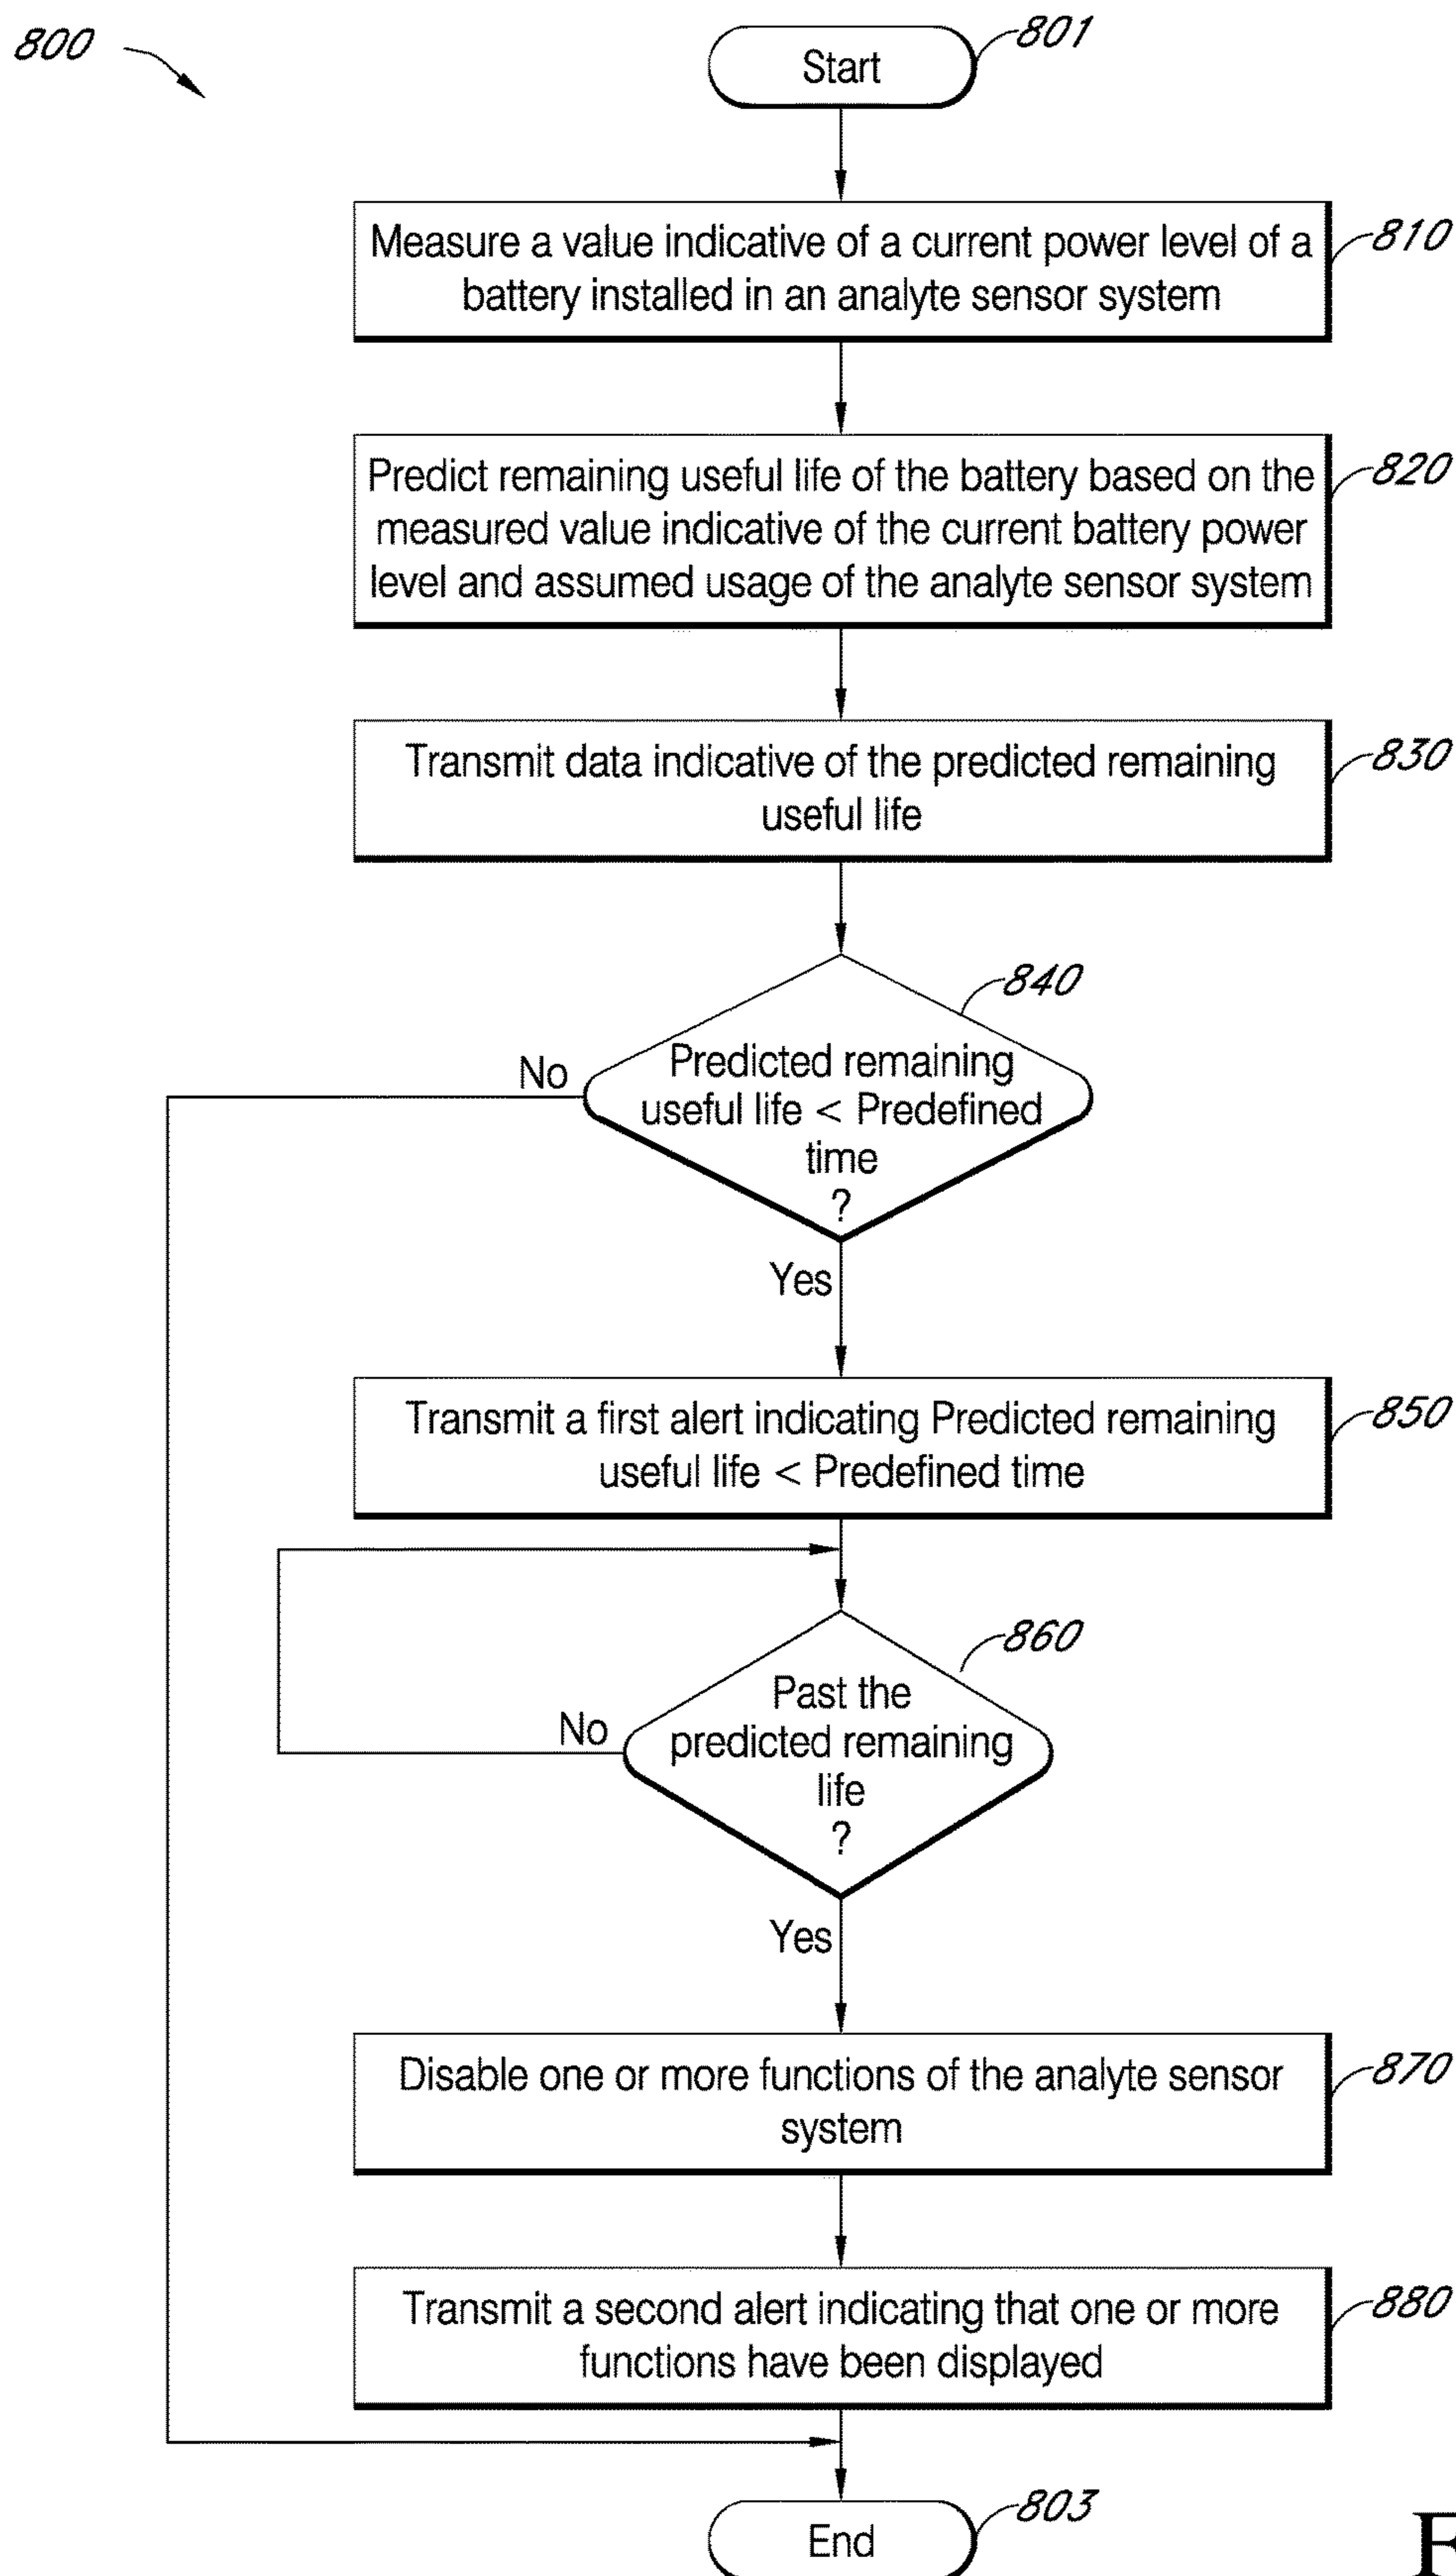 800
Start
801
Measure a value indicative of a current power level of a
battery installed in an analyte sensor system
810
Predict remaining useful life of the battery based on the
measured value indicative of the current battery power
level and assumed usage of the analyte sensor system
820
Transmit data indicative of the predicted remaining
useful life
830
840
Predicted remaining
useful life < Predefined
time
?
No
Yes
Transmit a first alert indicating Predicted remaining
useful life < Predefined time
850
860
Past the
predicted remaining
life
?
No
Yes
Disable one or more functions of the analyte sensor
system
870
Transmit a second alert indicating that one or more
functions have been displayed
880
End
803